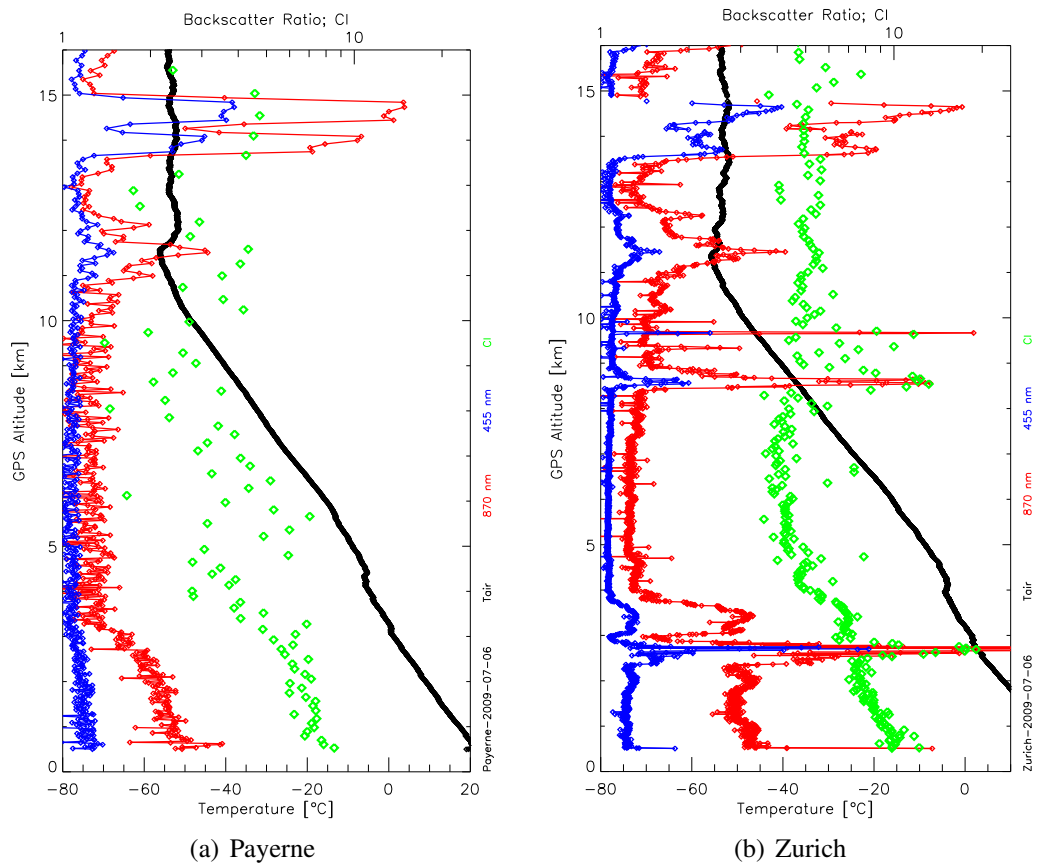 Backscatter Ratio; CI
1 10
GPS Altitude [km]
15
10
5
0
-80 -60 -40 -20 0 20
Temperature [°C]
CI
455 nm
870 nm
Tair
Payerne-2009-07-06
(a) Payerne
Backscatter Ratio; CI
1 10
GPS Altitude [km]
15
10
5
0
-80 -60 -40 -20 0
Temperature [°C]
CI
455 nm
870 nm
Tair
Zurich-2009-07-06
(b) Zurich